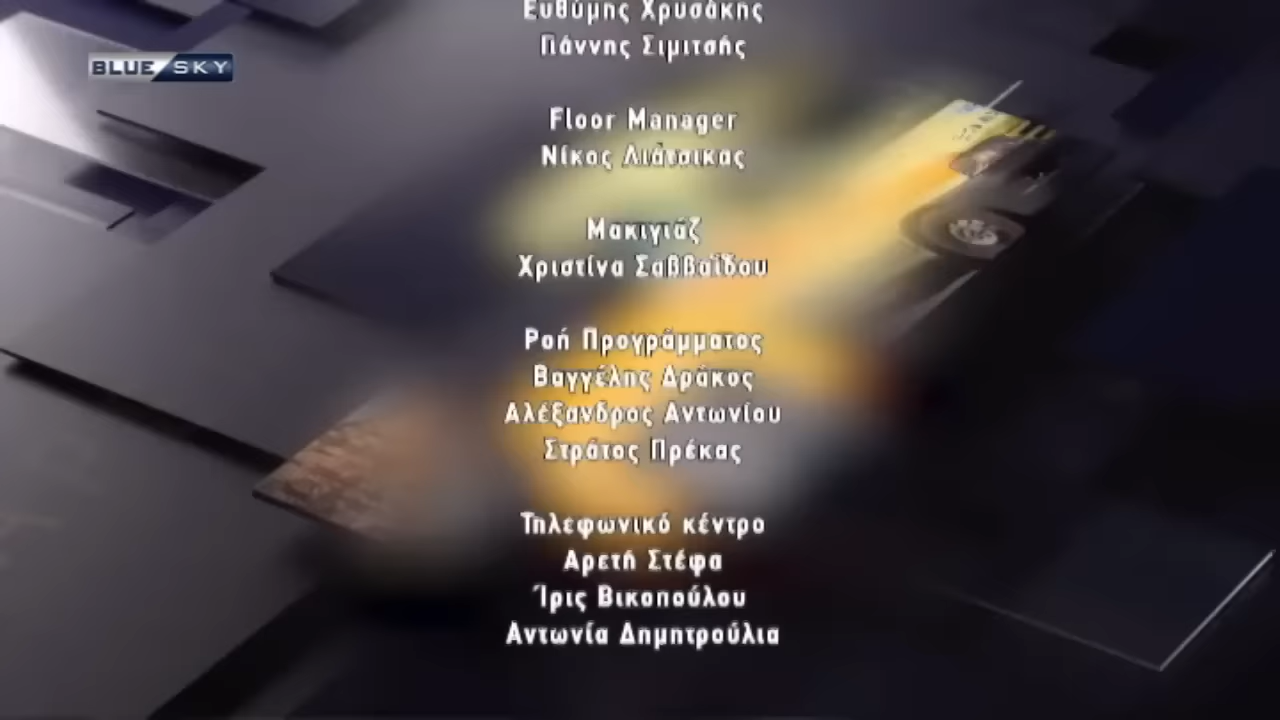 Ευθύμης Χρυσάκης
Γιάννης Σιμιτσής
BLUE SKY
Floor Manager
Νίκος Λιάτσικας
Μακιγιάζ
Χριστίνα Σαββαΐδου
Ροή Προγράμματος
Βαγγέλης Δράκος
Αλέξανδρος Αντωνίου
Στράτος Πρέκας
Τηλεφωνικό κέντρο
Αρετή Στέφα
Ίρις Βικοπούλου
Αντωνία Δημητρούλια